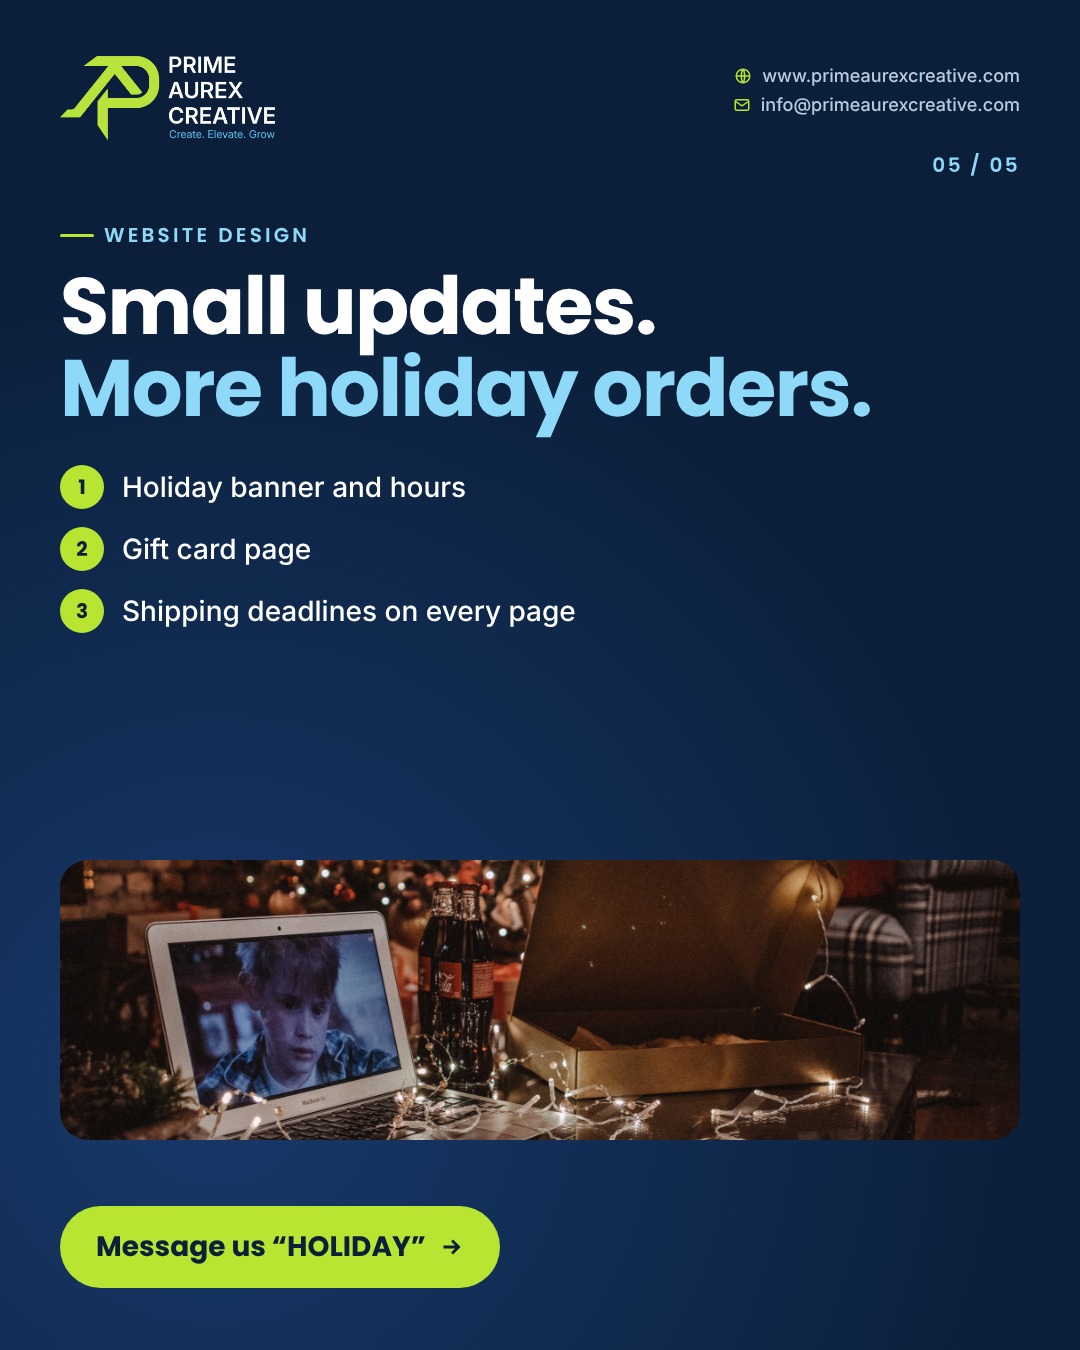 PRIME
AUREX
CREATIVE
Create. Elevate. Grow
www.primeaurexcreative.com
info@primeaurexcreative.com
05 / 05
WEBSITE DESIGN
Small updates.
More holiday orders.
1 Holiday banner and hours
2 Gift card page
3 Shipping deadlines on every page
MacBook Air
Message us “HOLIDAY” →